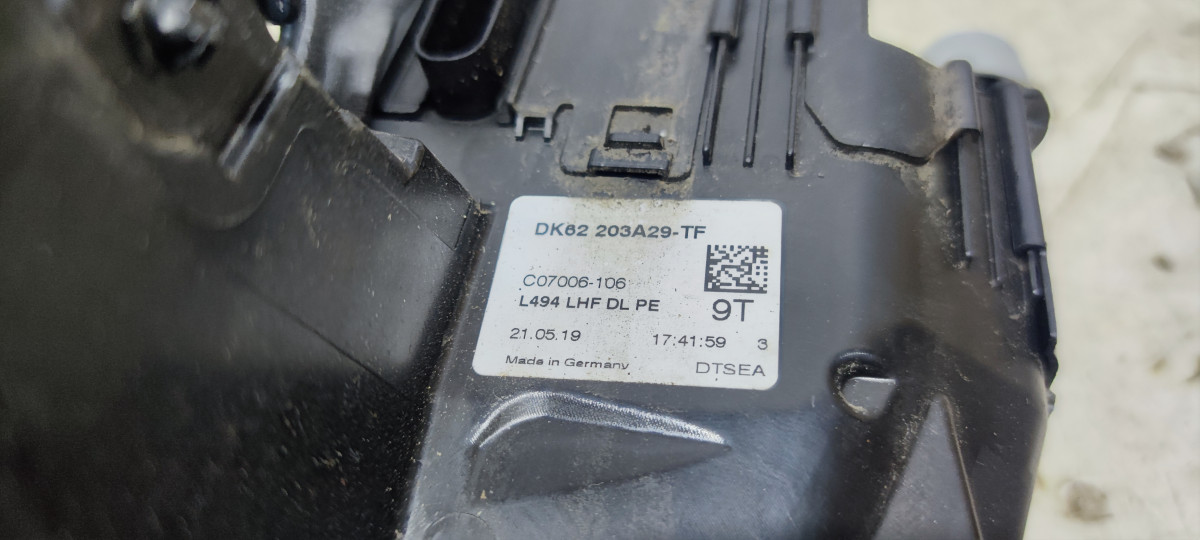 DK62 203A29-TF
C07006-106
L494 LHF DL PE
9T
21.05.19 17:41:59 3
Made in Germany DTSEA